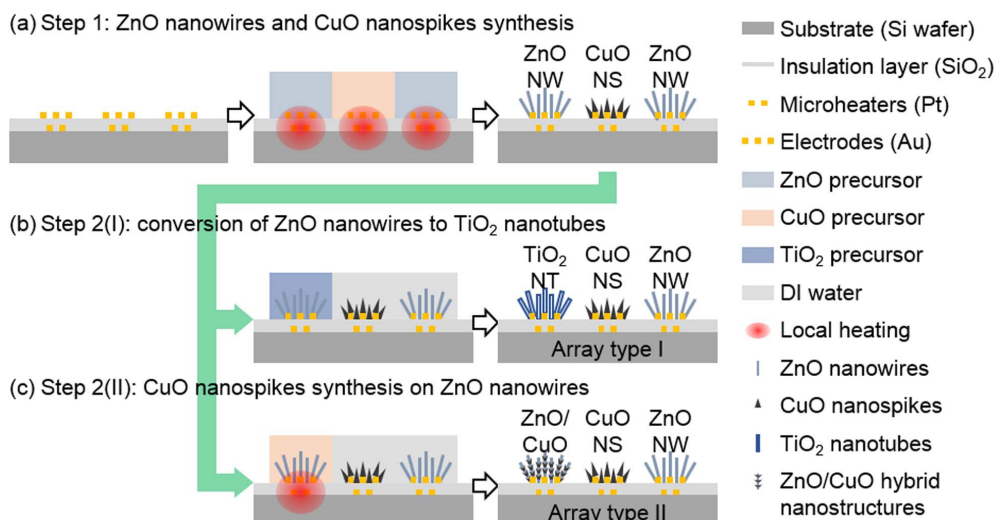 (a) Step 1: ZnO nanowires and CuO nanospikes synthesis
ZnO CuO ZnO
NW NS NW
(b) Step 2(I): conversion of ZnO nanowires to TiO₂ nanotubes
TiO₂ CuO ZnO
NT NS NW
Array type I
(c) Step 2(II): CuO nanospikes synthesis on ZnO nanowires
ZnO/ CuO ZnO
CuO NS NW
Array type II
Substrate (Si wafer)
Insulation layer (SiO₂)
Microheaters (Pt)
Electrodes (Au)
ZnO precursor
CuO precursor
TiO₂ precursor
DI water
Local heating
ZnO nanowires
CuO nanospikes
TiO₂ nanotubes
ZnO/CuO hybrid
nanostructures